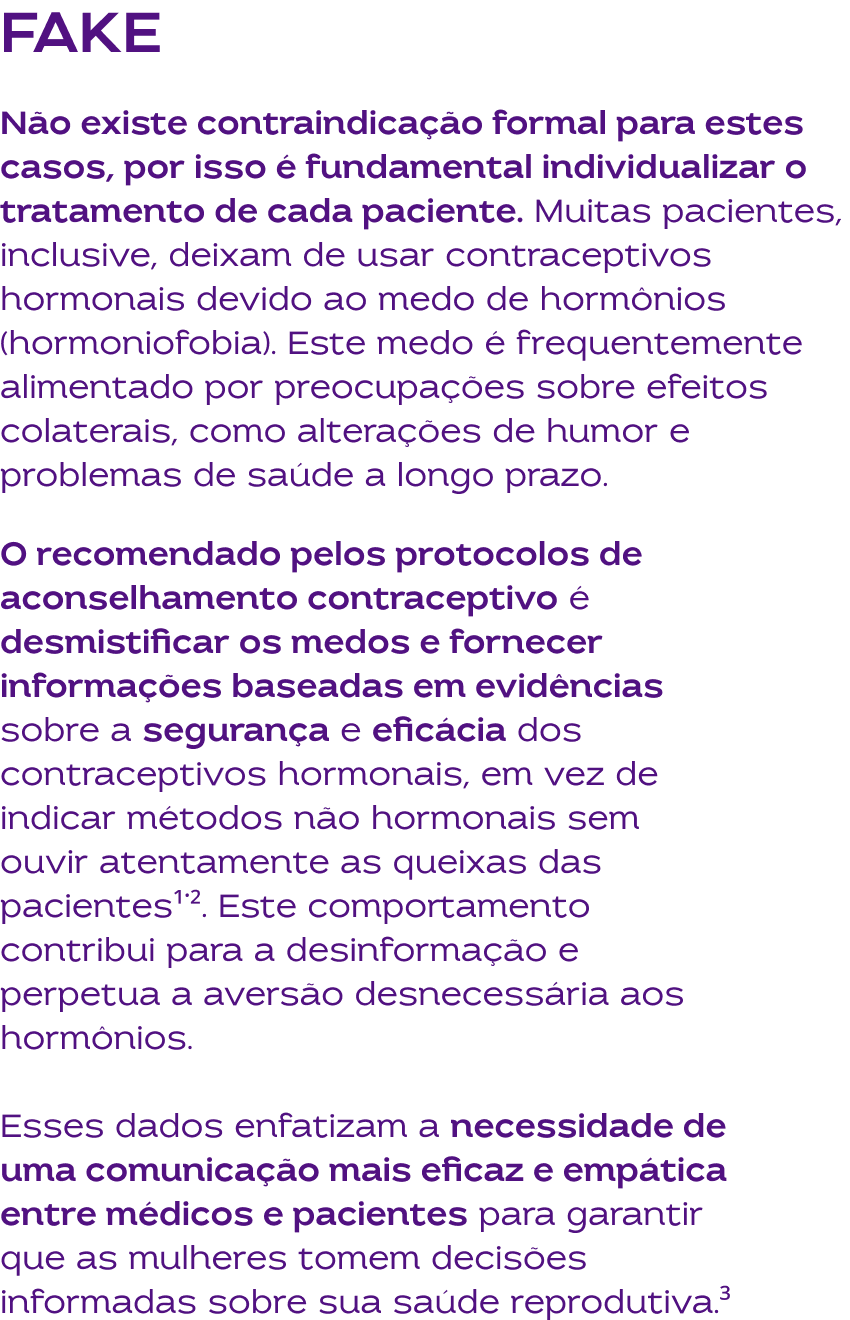 FAKE
Não existe contraindicação formal para estes
casos, por isso é fundamental individualizar o
tratamento de cada paciente. Muitas pacientes,
inclusive, deixam de usar contraceptivos
hormonais devido ao medo de hormônios
(hormoniofobia). Este medo é frequentemente
alimentado por preocupações sobre efeitos
colaterais, como alterações de humor e
problemas de saúde a longo prazo.
O recomendado pelos protocolos de
aconselhamento contraceptivo é
desmistificar os medos e fornecer
informações baseadas em evidências
sobre a segurança e eficácia dos
contraceptivos hormonais, em vez de
indicar métodos não hormonais sem
ouvir atentamente as queixas das
pacientes¹·². Este comportamento
contribui para a desinformação e
perpetua a aversão desnecessária aos
hormônios.
Esses dados enfatizam a necessidade de
uma comunicação mais eficaz e empática
entre médicos e pacientes para garantir
que as mulheres tomem decisões
informadas sobre sua saúde reprodutiva.³